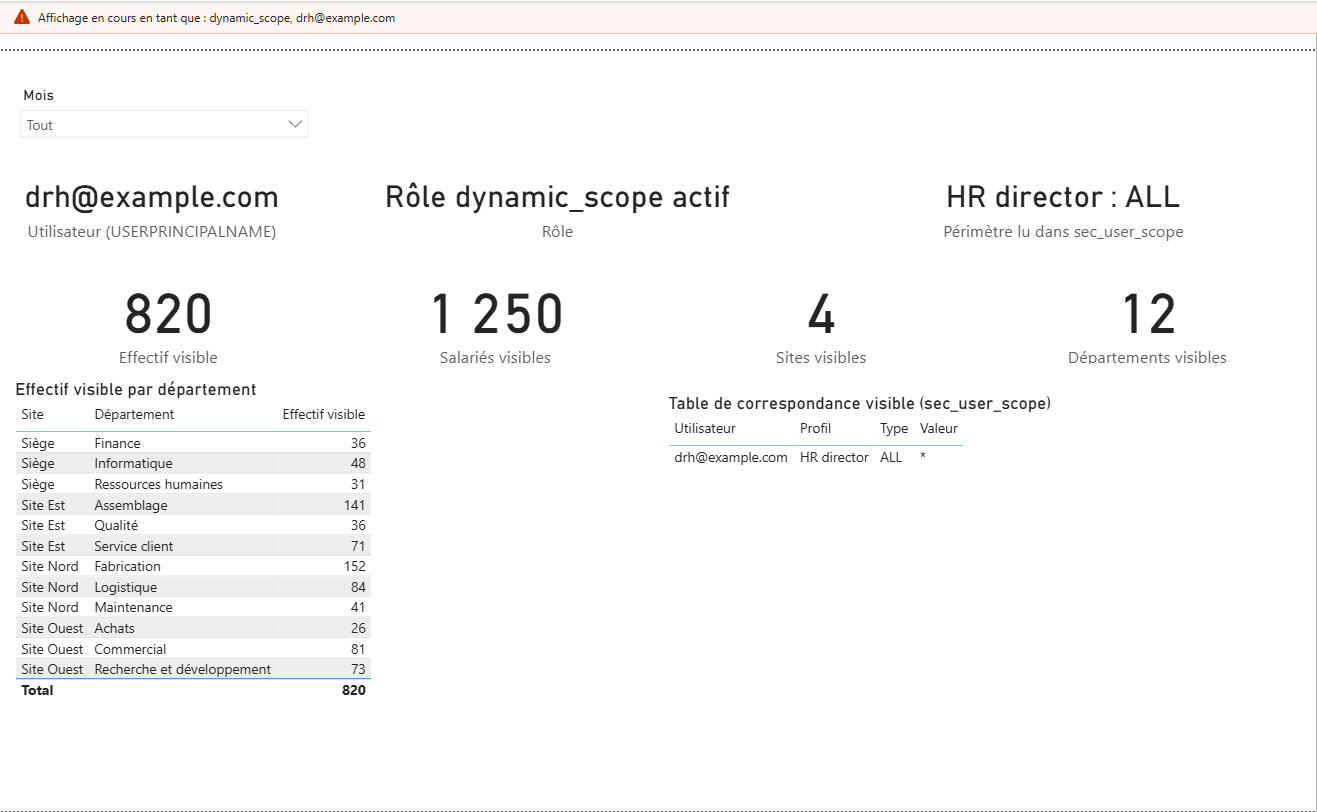 Affichage en cours en tant que : dynamic_scope, drh@example.com
Mois
Tout
drh@example.com
Utilisateur (USERPRINCIPALNAME)
Rôle dynamic_scope actif
Rôle
HR director : ALL
Périmètre lu dans sec_user_scope
820
Effectif visible
1 250
Salariés visibles
4
Sites visibles
12
Départements visibles
Effectif visible par département
Site Département Effectif visible
Siège Finance 36
Siège Informatique 48
Siège Ressources humaines 31
Site Est Assemblage 141
Site Est Qualité 36
Site Est Service client 71
Site Nord Fabrication 152
Site Nord Logistique 84
Site Nord Maintenance 41
Site Ouest Achats 26
Site Ouest Commercial 81
Site Ouest Recherche et développement 73
Total 820
Table de correspondance visible (sec_user_scope)
Utilisateur Profil Type Valeur
drh@example.com HR director ALL *